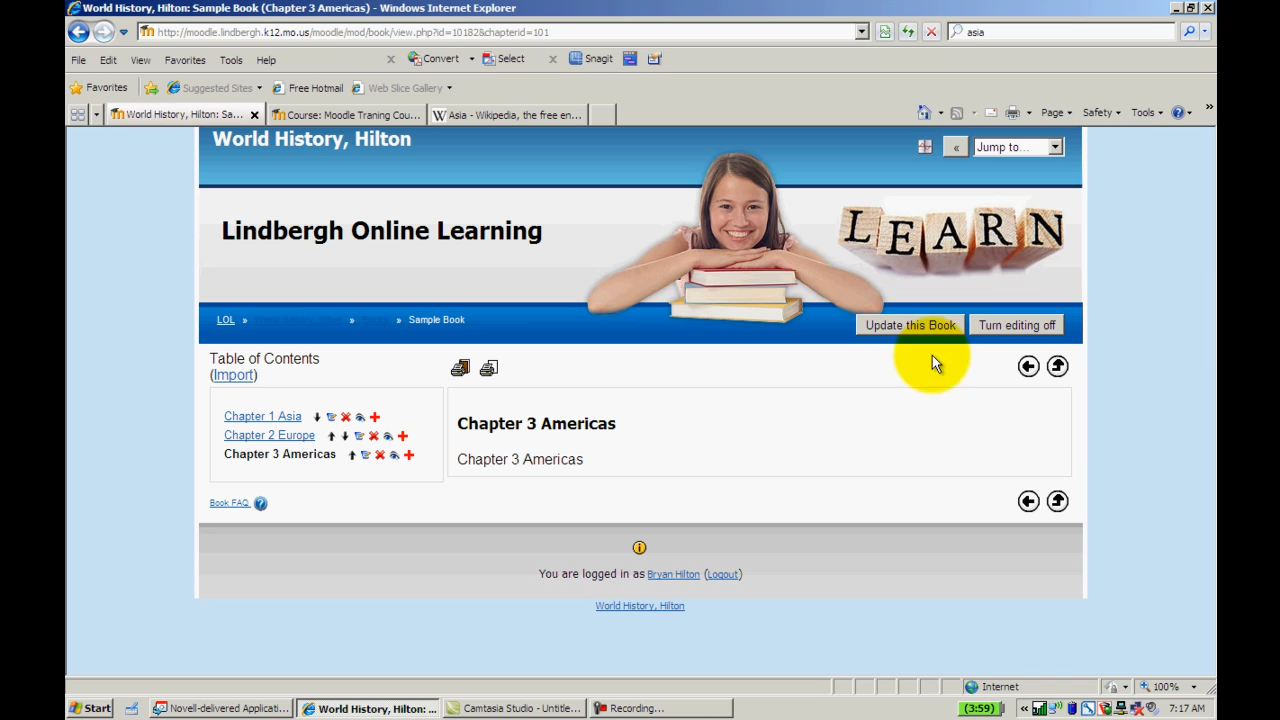 World History, Hilton: Sample Book (Chapter 3 Americas) - Windows Internet Explorer
http://moodle.lindbergh.k12.mo.us/moodle/mod/book/view.php?id=10182&chapterid=101
asia
File Edit View Favorites Tools Help
Convert Select Snagit
Favorites Suggested Sites Free Hotmail Web Slice Gallery
World History, Hilton: Sa... Course: Moodle Traning Cou... Asia - Wikipedia, the free en...
Page Safety Tools
World History, Hilton
Jump to...
Lindbergh Online Learning
LEARN
LOL » » » Sample Book
Update this Book Turn editing off
Table of Contents
(Import)
Chapter 1 Asia
Chapter 2 Europe
Chapter 3 Americas
Chapter 3 Americas
Chapter 3 Americas
Book FAQ
You are logged in as Bryan Hilton (Logout)
World History, Hilton
Internet 100%
Start Novell-delivered Applicati... World History, Hilton: ... Camtasia Studio - Untitle... Recording... (3:59) 7:17 AM